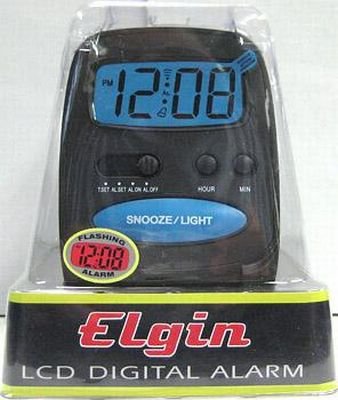 PM 12:08
AL
T.SET AL.SET AL.ON AL.OFF
HOUR MIN
SNOOZE/LIGHT
FLASHING
12:08
ALARM
Elgin
LCD DIGITAL ALARM